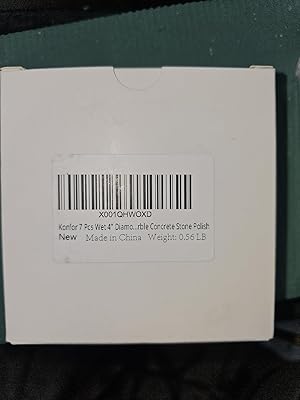 X001QHWOXD
Konfor 7 Pcs Wet 4" Diamo...rble Concrete Stone Polish
New Made in China Weight: 0.56 LB